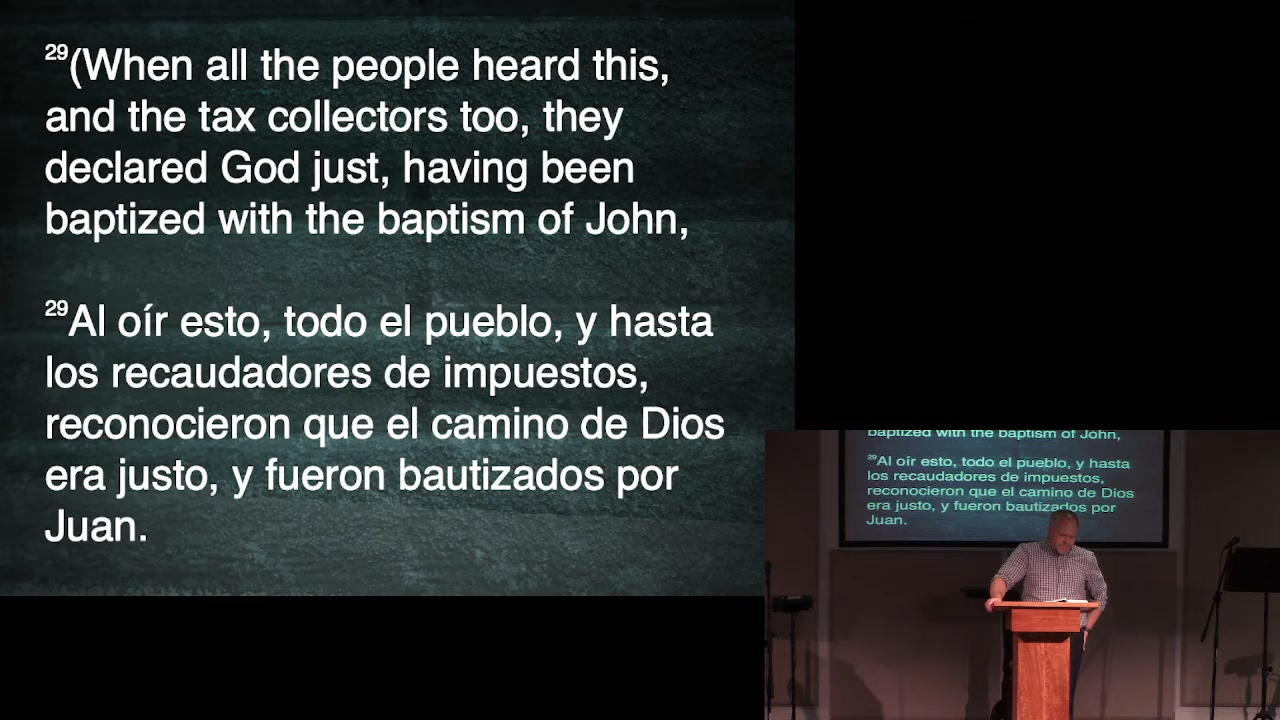 29(When all the people heard this,
and the tax collectors too, they
declared God just, having been
baptized with the baptism of John,
29Al oír esto, todo el pueblo, y hasta
los recaudadores de impuestos,
reconocieron que el camino de Dios
era justo, y fueron bautizados por
Juan.
baptized with the baptism of John,
29Al oír esto, todo el pueblo, y hasta
los recaudadores de impuestos,
reconocieron que el camino de Dios
era justo, y fueron bautizados por
Juan.